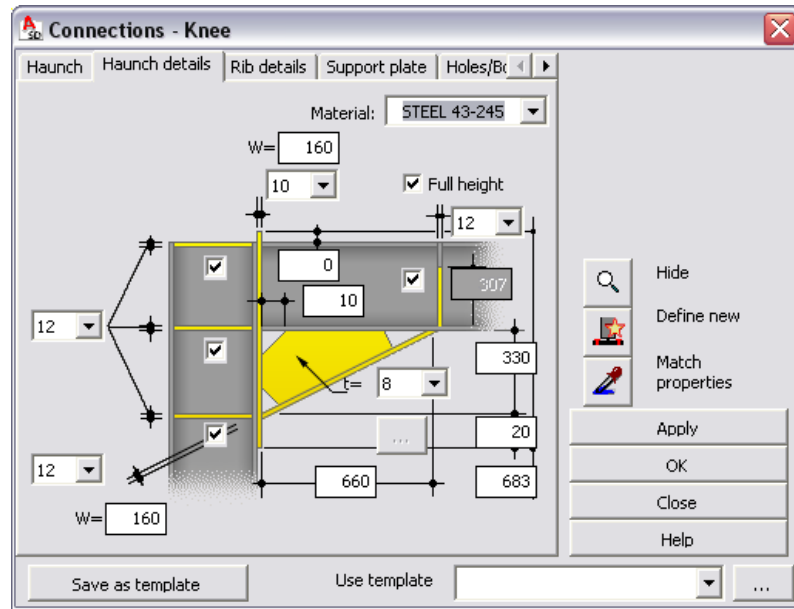 Connections - Knee
Haunch Haunch details Rib details Support plate Holes/Bo
Material: STEEL 43-245
W= 160
10 Full height
12
0
307
10
12
330
t= 8
20
...
12
660 683
W= 160
Hide
Define new
Match
properties
Apply
OK
Close
Help
Save as template Use template ...